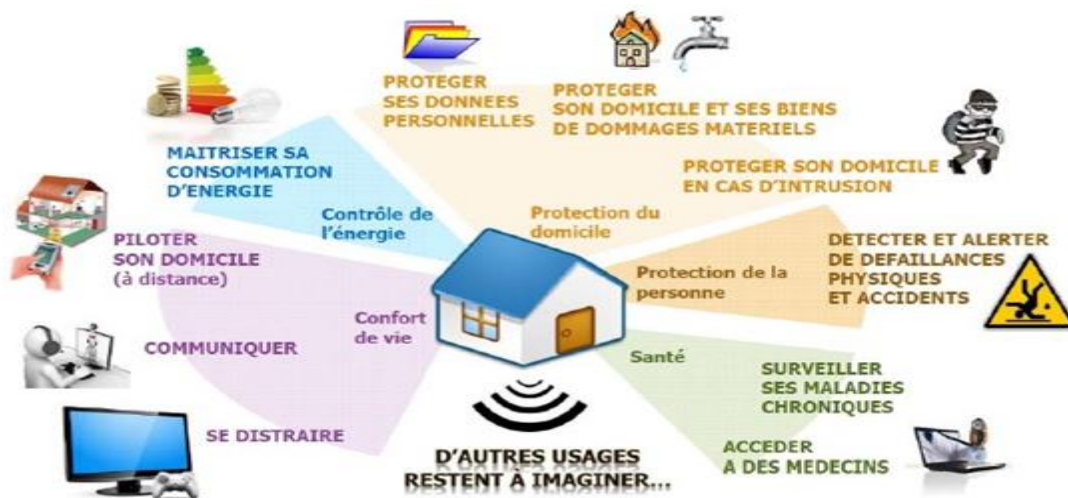 PROTEGER
SES DONNEES
PERSONNELLES
PROTEGER
SON DOMICILE ET SES BIENS
DE DOMMAGES MATERIELS
PROTEGER SON DOMICILE
EN CAS D'INTRUSION
MAITRISER SA
CONSOMMATION
D'ENERGIE
Contrôle de
l'énergie
Protection du
domicile
PILOTER
SON DOMICILE
(à distance)
DETECTER ET ALERTER
DE DEFAILLANCES
PHYSIQUES
ET ACCIDENTS
Protection de la
personne
Confort
de vie
COMMUNIQUER
Santé
SURVEILLER
SES MALADIES
CHRONIQUES
SE DISTRAIRE
ACCEDER
A DES MEDECINS
D'AUTRES USAGES
RESTENT À IMAGINER...